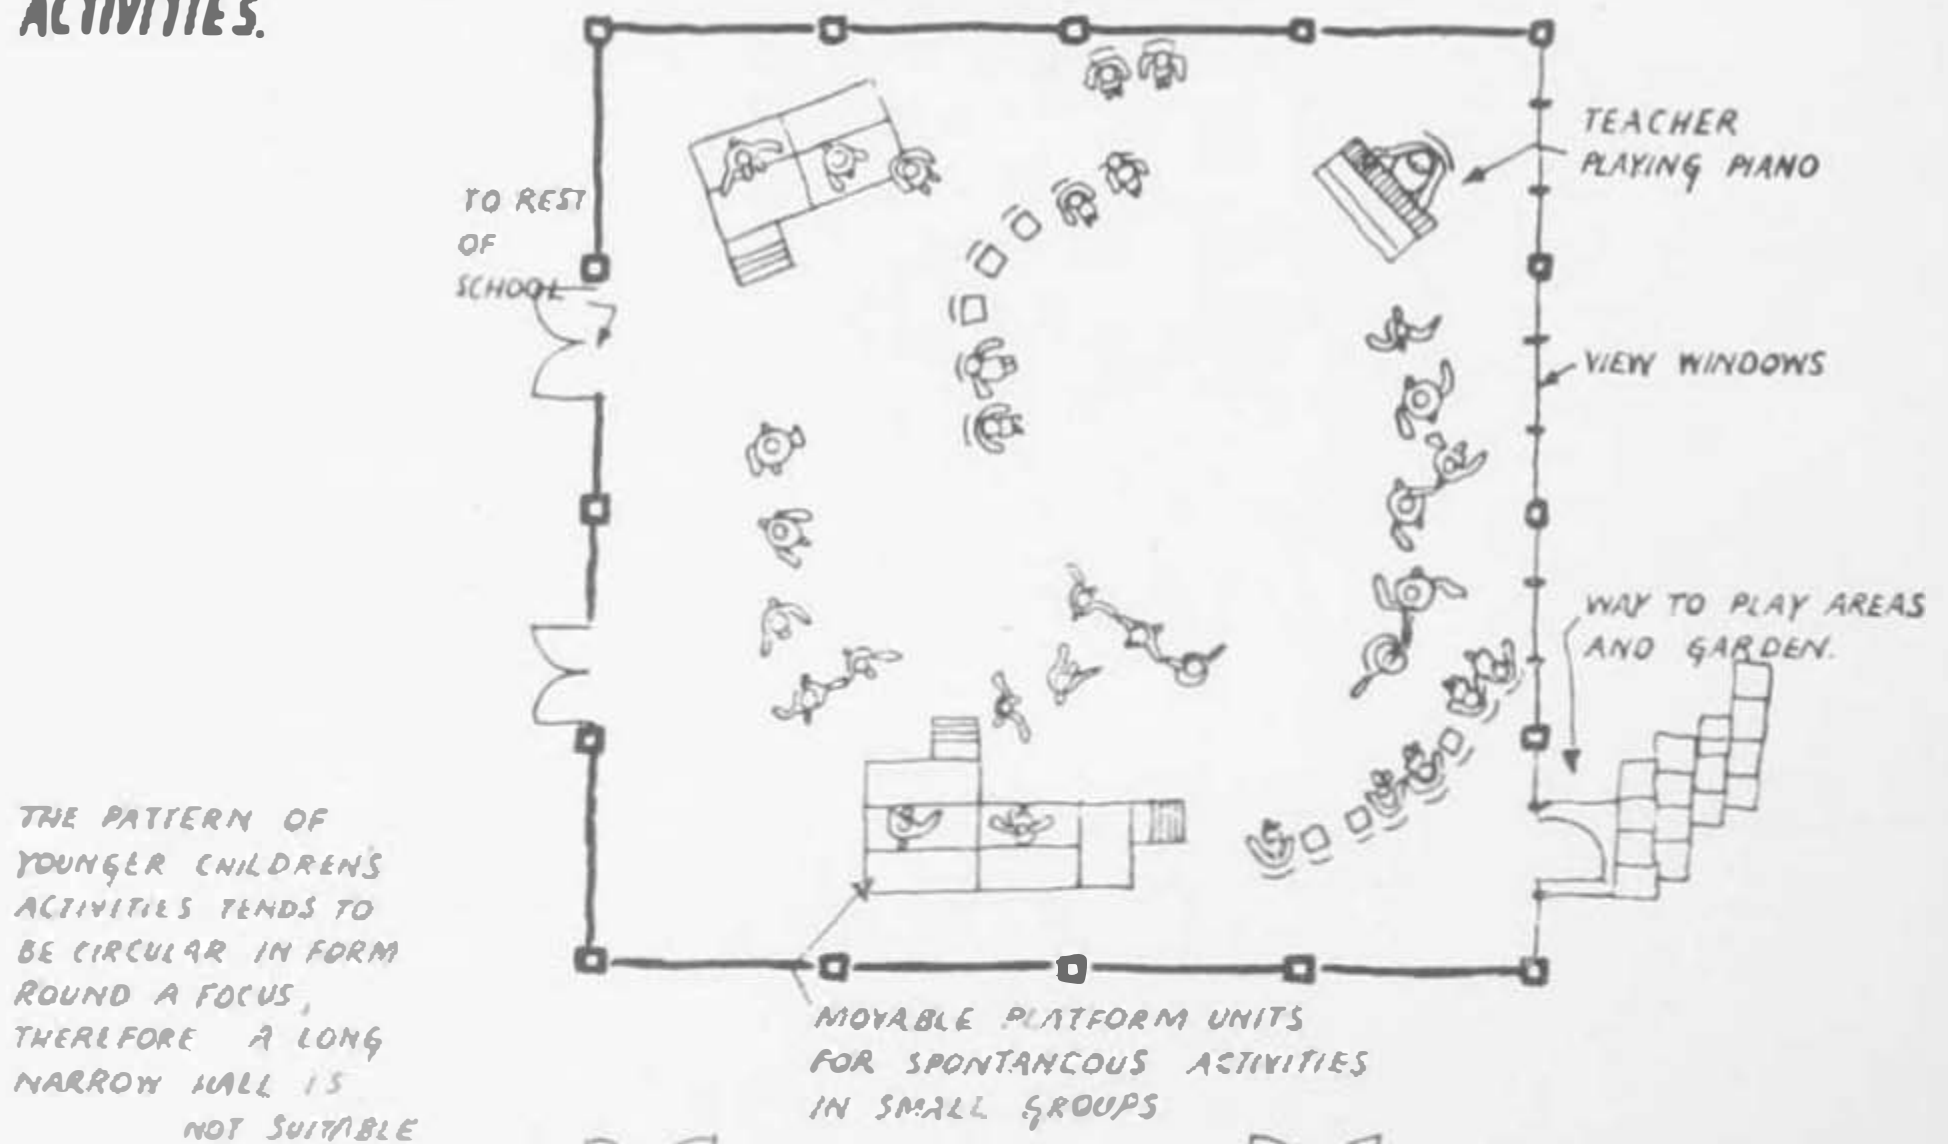 ACTIVITIES.
TO REST
OF
SCHOOL
TEACHER
PLAYING PIANO
VIEW WINDOWS
WAY TO PLAY AREAS
AND GARDEN.
THE PATTERN OF
YOUNGER CHILDREN'S
ACTIVITIES TENDS TO
BE CIRCULAR IN FORM
ROUND A FOCUS,
THEREFORE A LONG
NARROW HALL IS
NOT SUITABLE
MOVABLE PLATFORM UNITS
FOR SPONTANEOUS ACTIVITIES
IN SMALL GROUPS